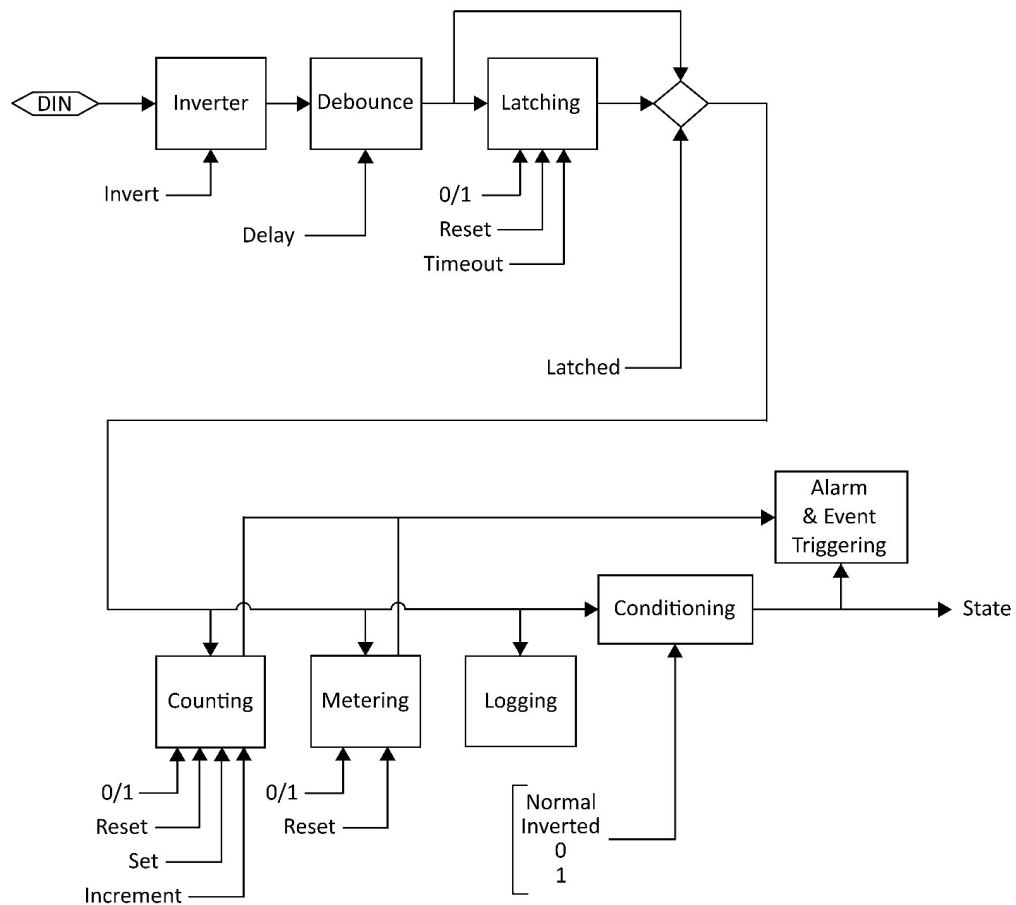 DIN
Inverter
Debounce
Latching
Invert
0/1
Delay
Reset
Timeout
Latched
Alarm
& Event
Triggering
Conditioning
State
Counting
Metering
Logging
0/1
0/1
Reset
Reset
Set
Increment
Normal
Inverted
0
1